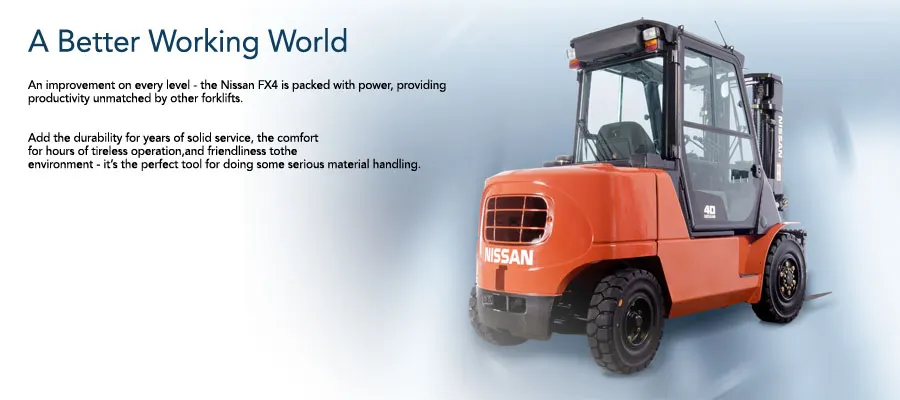 A Better Working World
An improvement on every level - the Nissan FX4 is packed with power, providing
productivity unmatched by other forklifts.
Add the durability for years of solid service, the comfort
for hours of tireless operation,and friendliness tothe
environment - it's the perfect tool for doing some serious material handling.
NISSAN
40
NISSAN